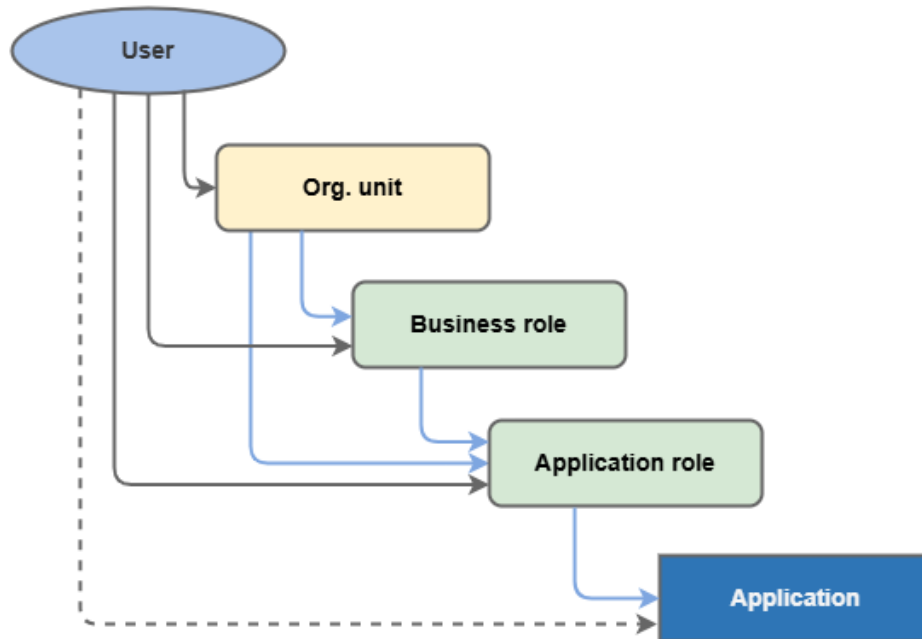 User
Org. unit
Business role
Application role
Application